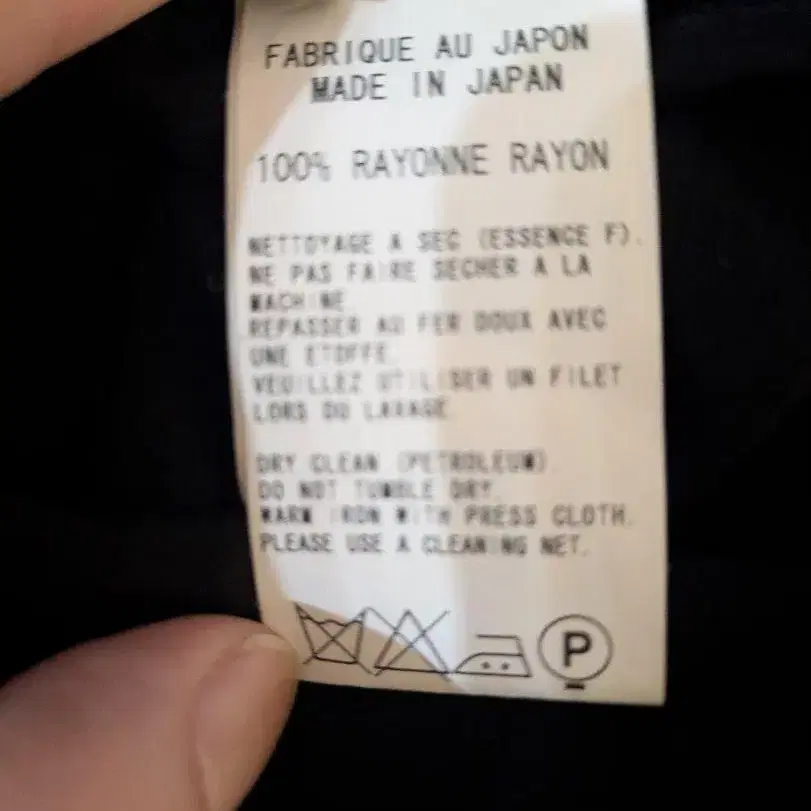 FABRIQUE AU JAPON
MADE IN JAPAN
100% RAYONNE RAYON
NETTOYAGE A SEC (ESSENCE F).
NE PAS FAIRE SECHER A LA
MACHINE.
REPASSER AU FER DOUX AVEC
UNE ETOFFE.
VEUILLEZ UTILISER UN FILET
LORS DU LAVAGE.
DRY CLEAN (PETROLEUM).
DO NOT TUMBLE DRY.
WARM IRON WITH PRESS CLOTH.
PLEASE USE A CLEANING NET.
P